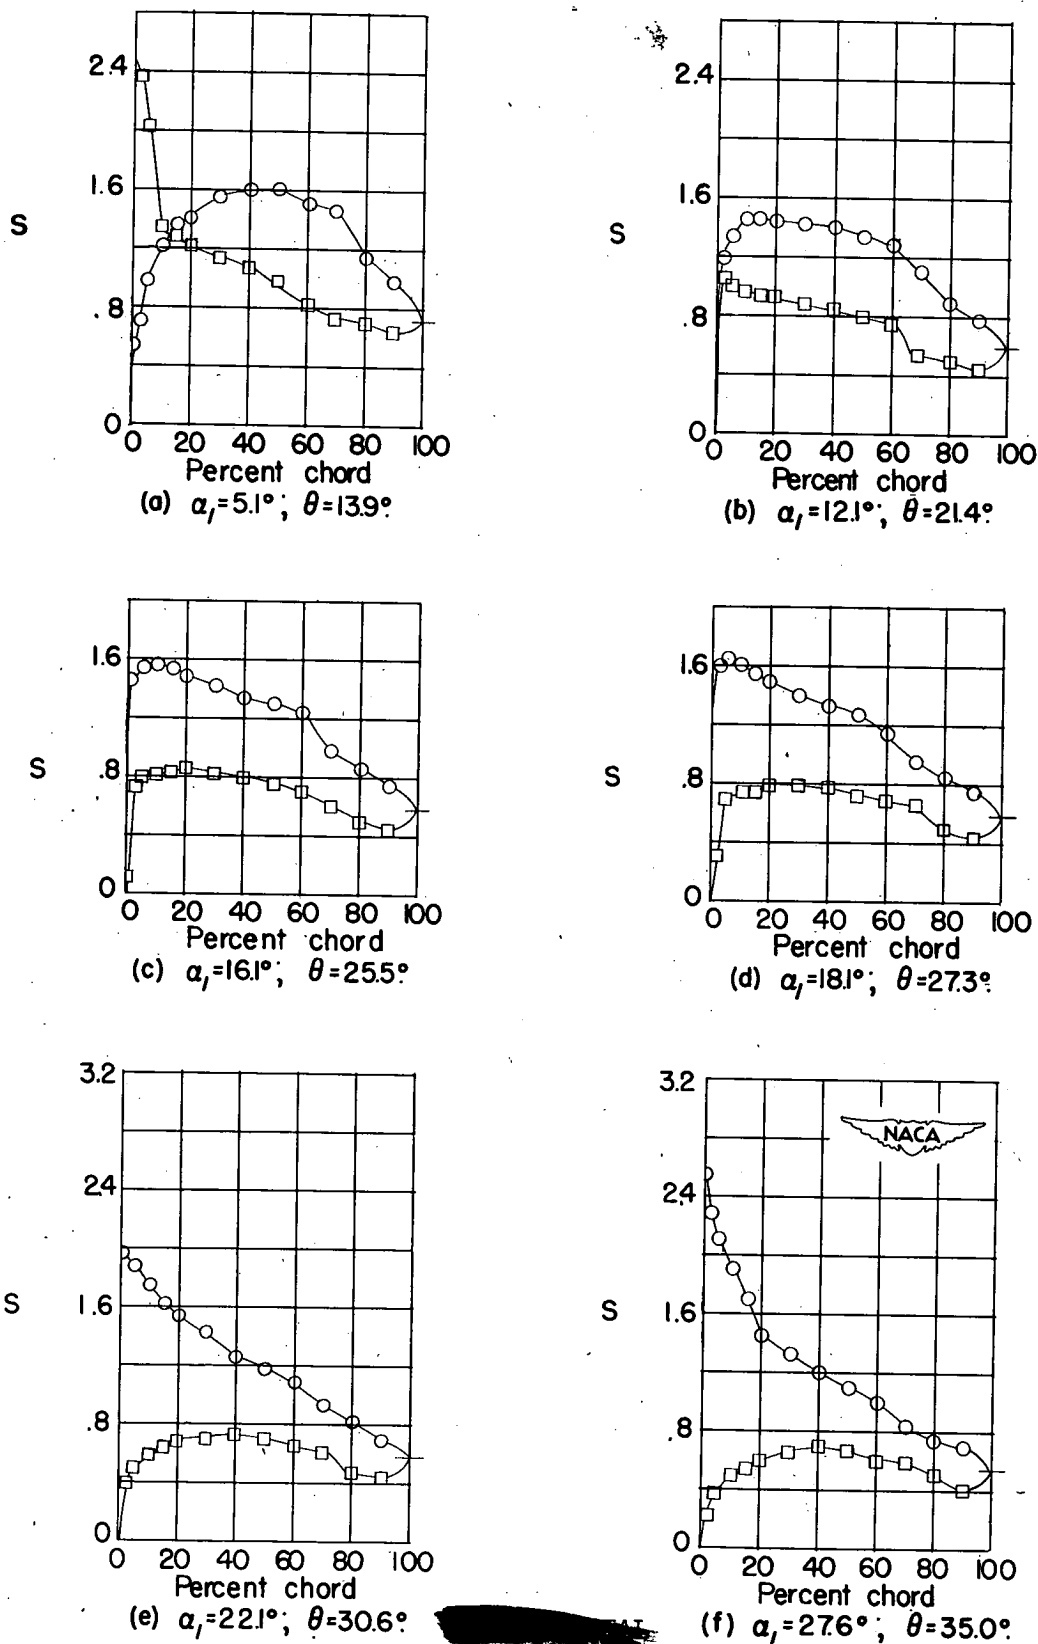 2.4
1.6
S
.8
0
0 20 40 60 80 100
Percent chord
(a) α₁=5.1°; θ=13.9°.
2.4
1.6
S
.8
0
0 20 40 60 80 100
Percent chord
(b) α₁=12.1°; θ=21.4°.
1.6
S
.8
0
0 20 40 60 80 100
Percent chord
(c) α₁=16.1°; θ=25.5°.
1.6
S
.8
0
0 20 40 60 80 100
Percent chord
(d) α₁=18.1°; θ=27.3°.
3.2
2.4
1.6
S
.8
0
0 20 40 60 80 100
Percent chord
(e) α₁=22.1°; θ=30.6°.
3.2
NACA
2.4
1.6
S
.8
0
0 20 40 60 80 100
Percent chord
(f) α₁=27.6°; θ=35.0°.